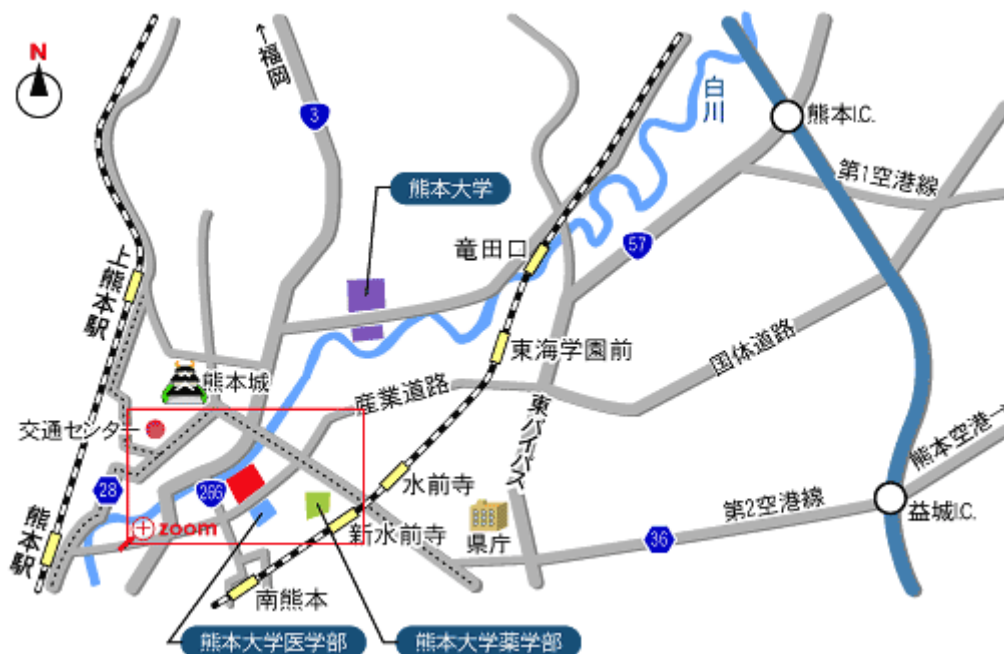 N
←福岡
3
白川
熊本I.C.
第1空港線
熊本大学
竜田口
57
上熊本駅
東海学園前
国体道路
熊本城
産業道路
交通センター
東バイパス
熊本空港→
水前寺
28
266
第2空港線
益城I.C.
zoom
新水前寺
県庁
36
熊本駅
南熊本
熊本大学医学部
熊本大学薬学部